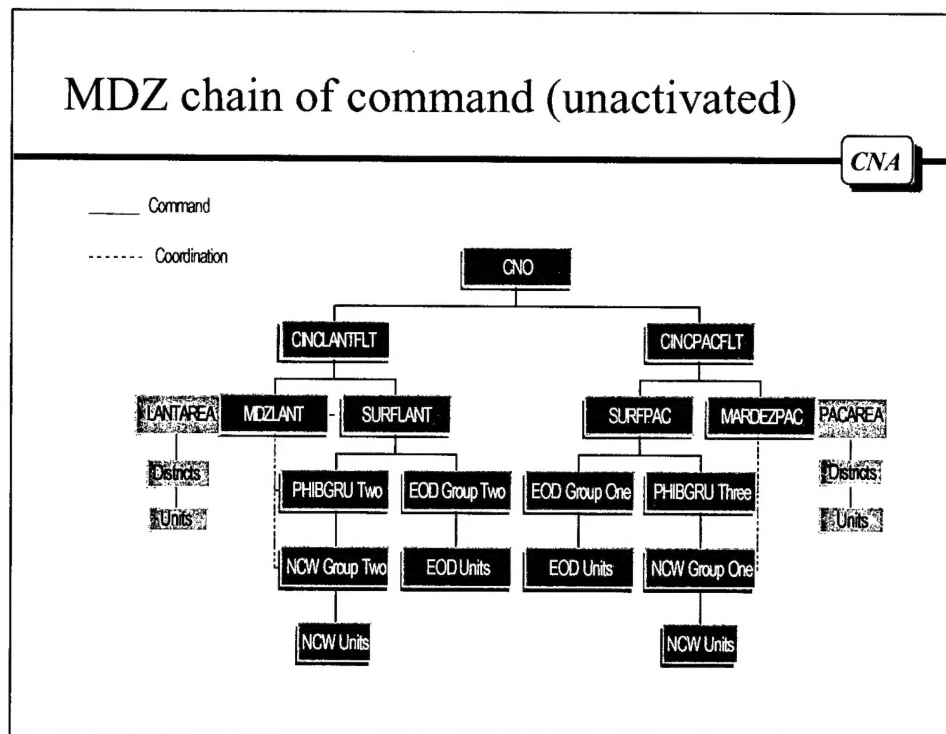 MDZ chain of command (unactivated)
CNA
Command
Coordination
CNO
CINCLANTFLT
CINCPACFLT
LANTAREA
MDZLANT
SURFLANT
SURFPAC
MARDEZPAC
PACAREA
Districts
PHIBGRU Two
EOD Group Two
EOD Group One
PHIBGRU Three
Districts
Units
Units
NCW Group Two
EOD Units
EOD Units
NCW Group One
NCW Units
NCW Units